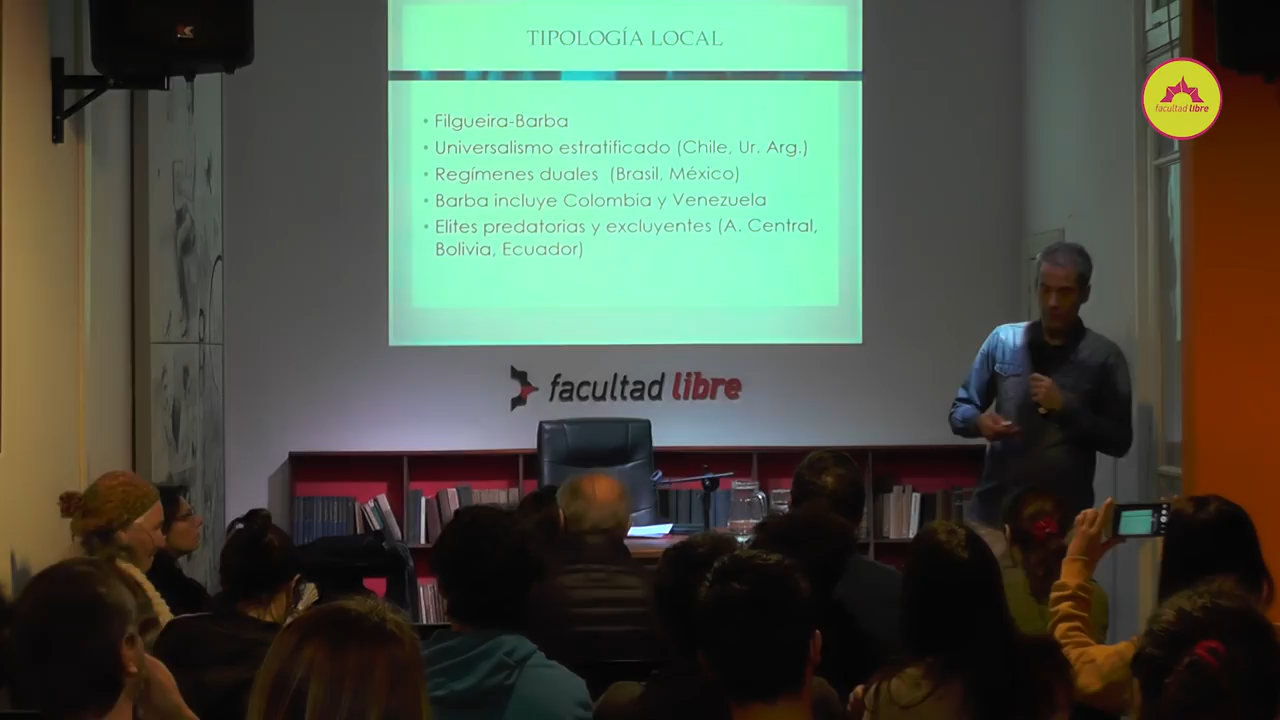 TIPOLOGÍA LOCAL
facultad libre
• Filgueira-Barba
• Universalismo estratificado (Chile, Ur. Arg.)
• Regímenes duales (Brasil, México)
• Barba incluye Colombia y Venezuela
• Elites predatorias y excluyentes (A. Central,
Bolivia, Ecuador)
facultad libre